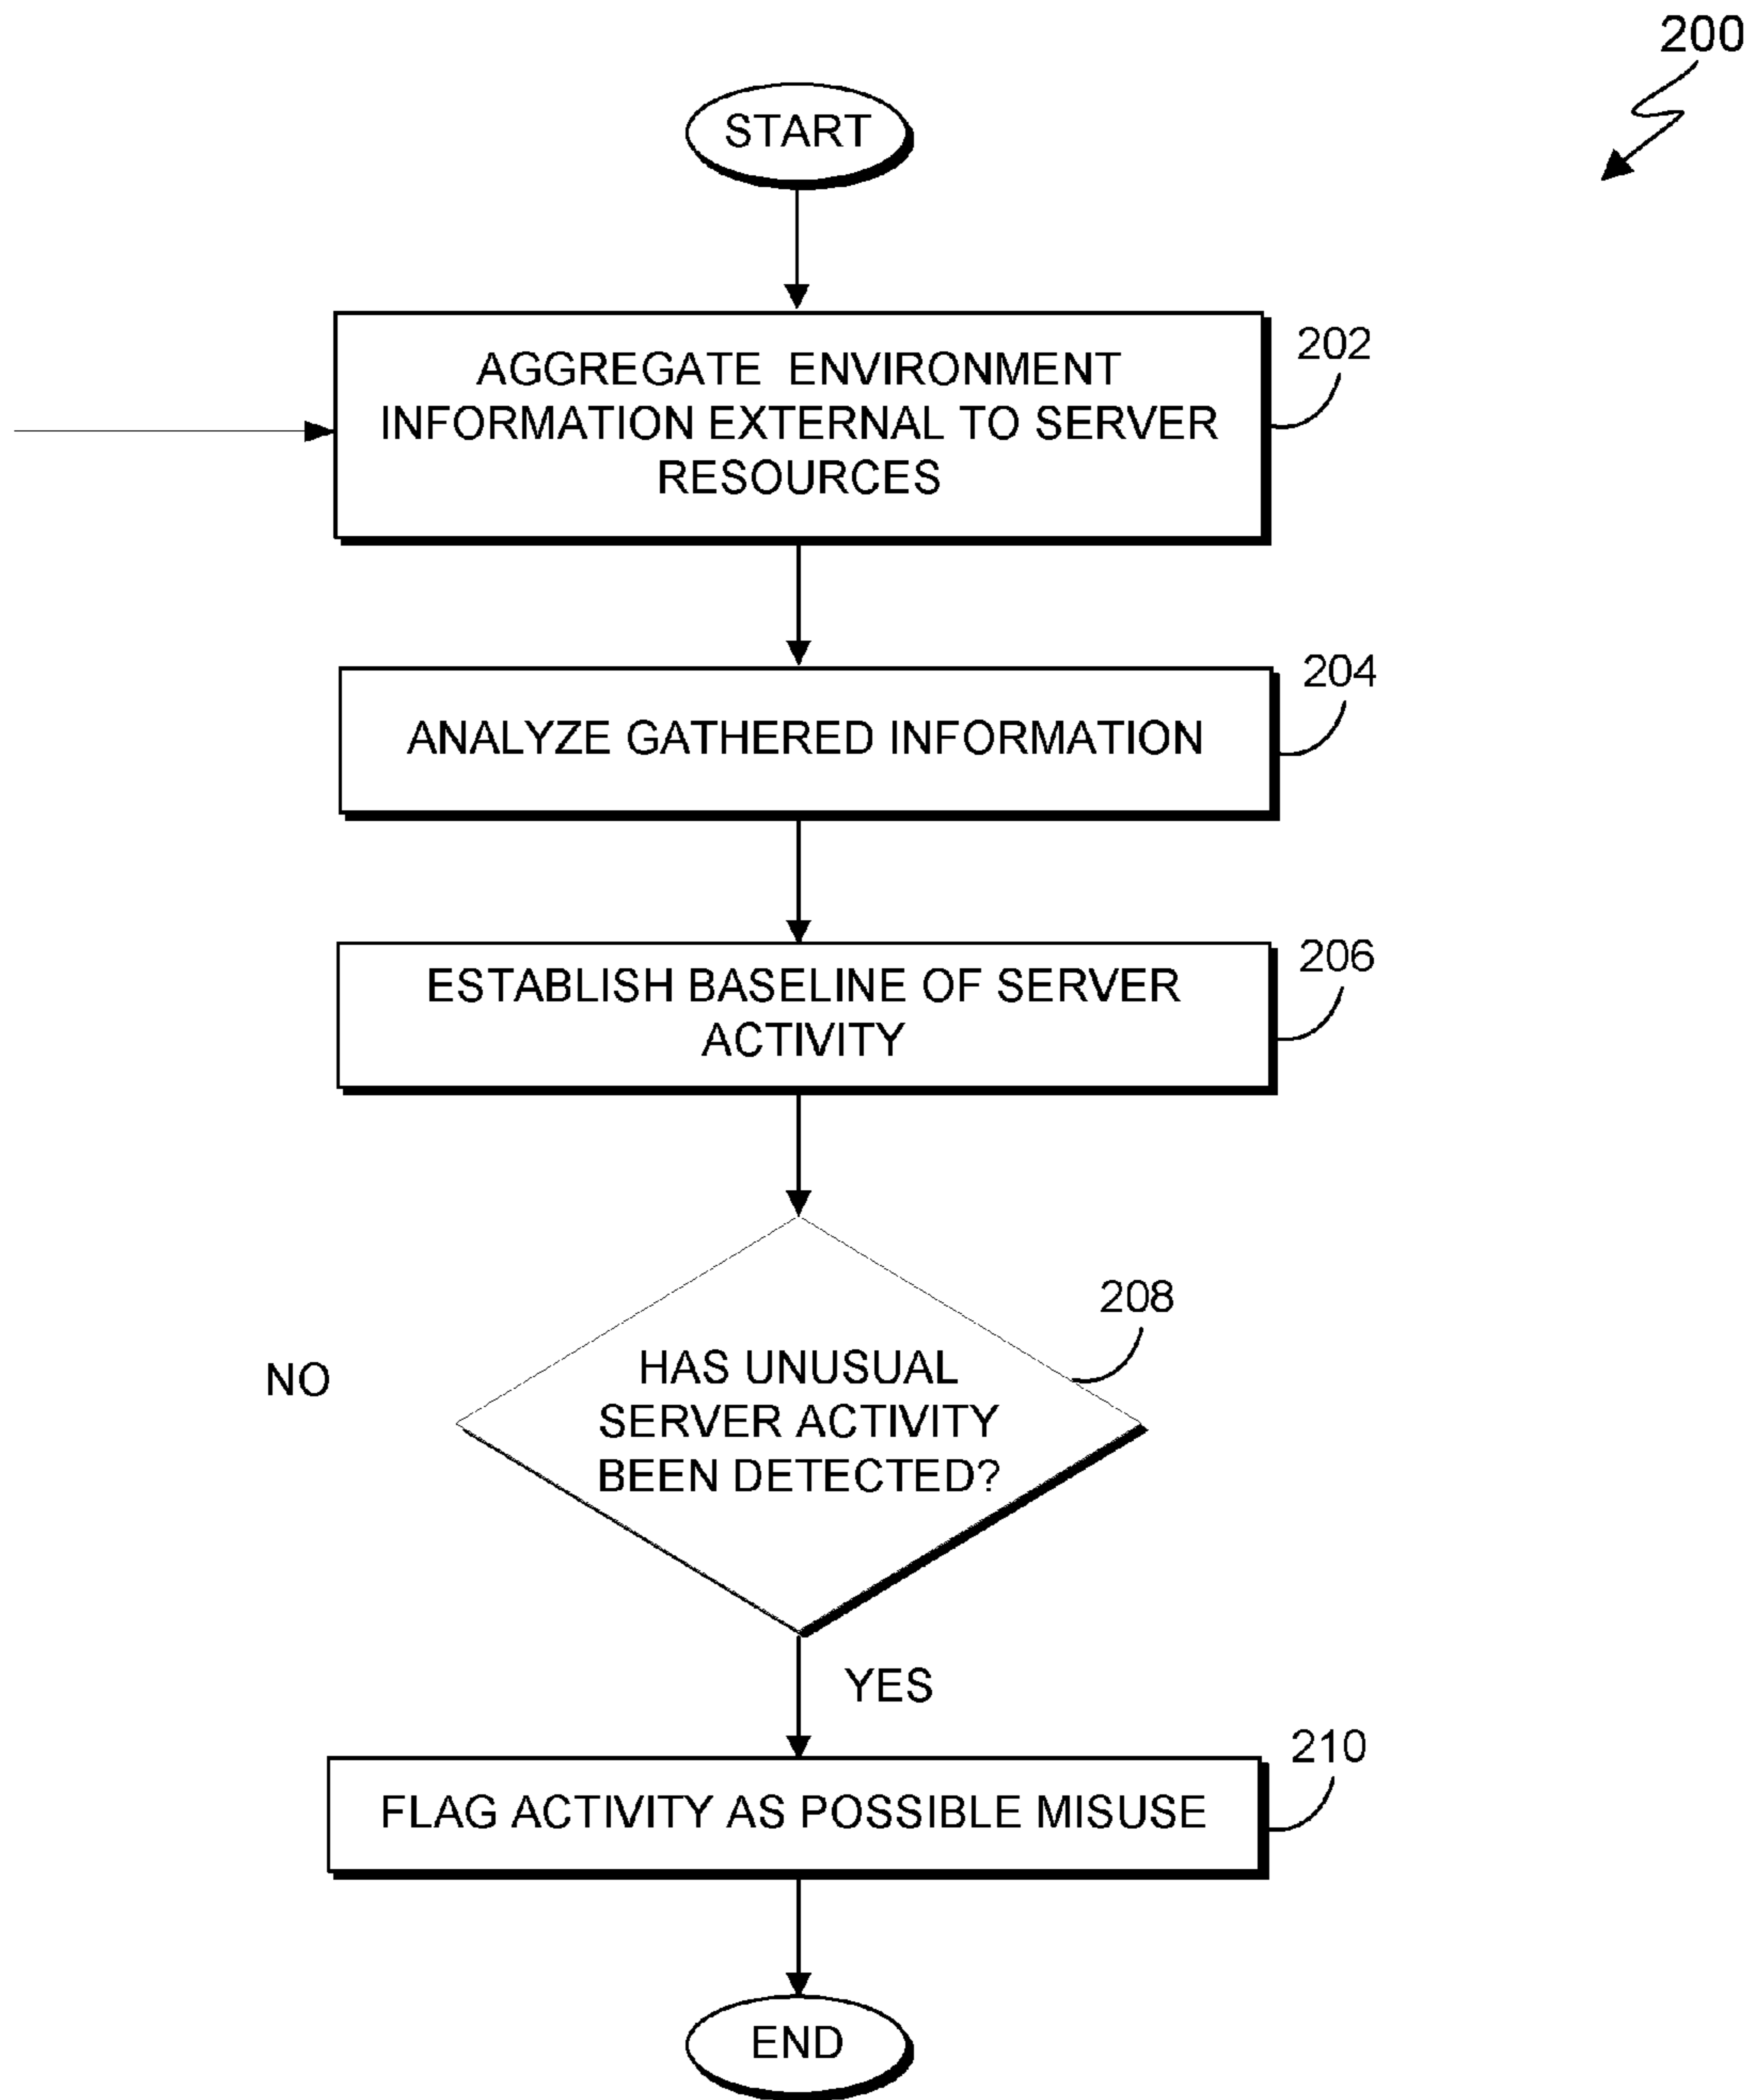 200
START
AGGREGATE ENVIRONMENT
INFORMATION EXTERNAL TO SERVER
RESOURCES
202
ANALYZE GATHERED INFORMATION
204
ESTABLISH BASELINE OF SERVER
ACTIVITY
206
208
HAS UNUSUAL
SERVER ACTIVITY
BEEN DETECTED?
NO
YES
FLAG ACTIVITY AS POSSIBLE MISUSE
210
END